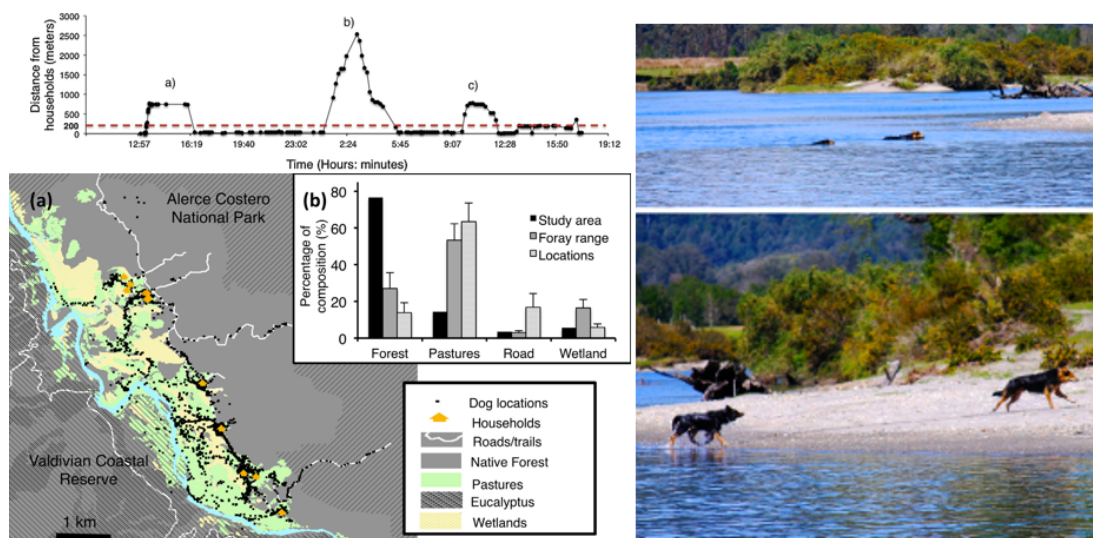 Distance from
households (meters)
3000
2500
2000
1500
1000
500
200
0
a)
b)
c)
12:57
16:19
19:40
23:02
2:24
5:45
9:07
12:28
15:50
19:12
Time (Hours: minutes)
(a)
Alerce Costero
National Park
Valdivian Coastal
Reserve
1 km
(b)
Percentage of
composition (%)
80
60
40
20
0
Study area
Foray range
Locations
Forest
Pastures
Road
Wetland
Dog locations
Households
Roads/trails
Native Forest
Pastures
Eucalyptus
Wetlands